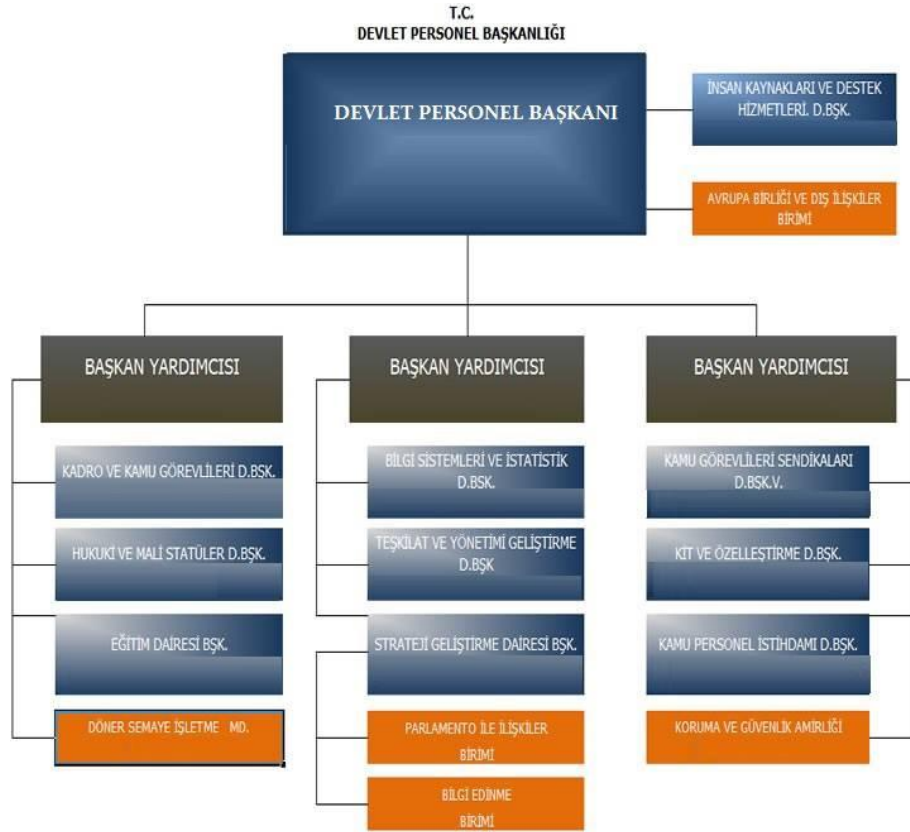 T.C.
DEVLET PERSONEL BAŞKANLIĞI
DEVLET PERSONEL BAŞKANI
İNSAN KAYNAKLARI VE DESTEK
HİZMETLERİ. D.BŞK.
AVRUPA BİRLİĞİ VE DIŞ İLİŞKİLER
BİRİMİ
BAŞKAN YARDIMCISI
KADRO VE KAMU GÖREVLİLERİ D.BŞK.
HUKUKİ VE MALİ STATÜLER D.BŞK.
EĞİTİM DAİRESİ BŞK.
DÖNER SEMAYE İŞLETME MD.
BAŞKAN YARDIMCISI
BİLGİ SİSTEMLERİ VE İSTATİSTİK
D.BŞK.
TEŞKİLAT VE YÖNETİMİ GELİŞTİRME
D.BŞK
STRATEJİ GELİŞTİRME DAİRESİ BŞK.
PARLAMENTO İLE İLİŞKİLER
BİRİMİ
BİLGİ EDİNME
BİRİMİ
BAŞKAN YARDIMCISI
KAMU GÖREVLİLERİ SENDİKALARI
D.BŞK.V.
KİT VE ÖZELLEŞTİRME D.BŞK.
KAMU PERSONEL İSTİHDAMI D.BŞK.
KORUMA VE GÜVENLİK AMİRLİĞİ